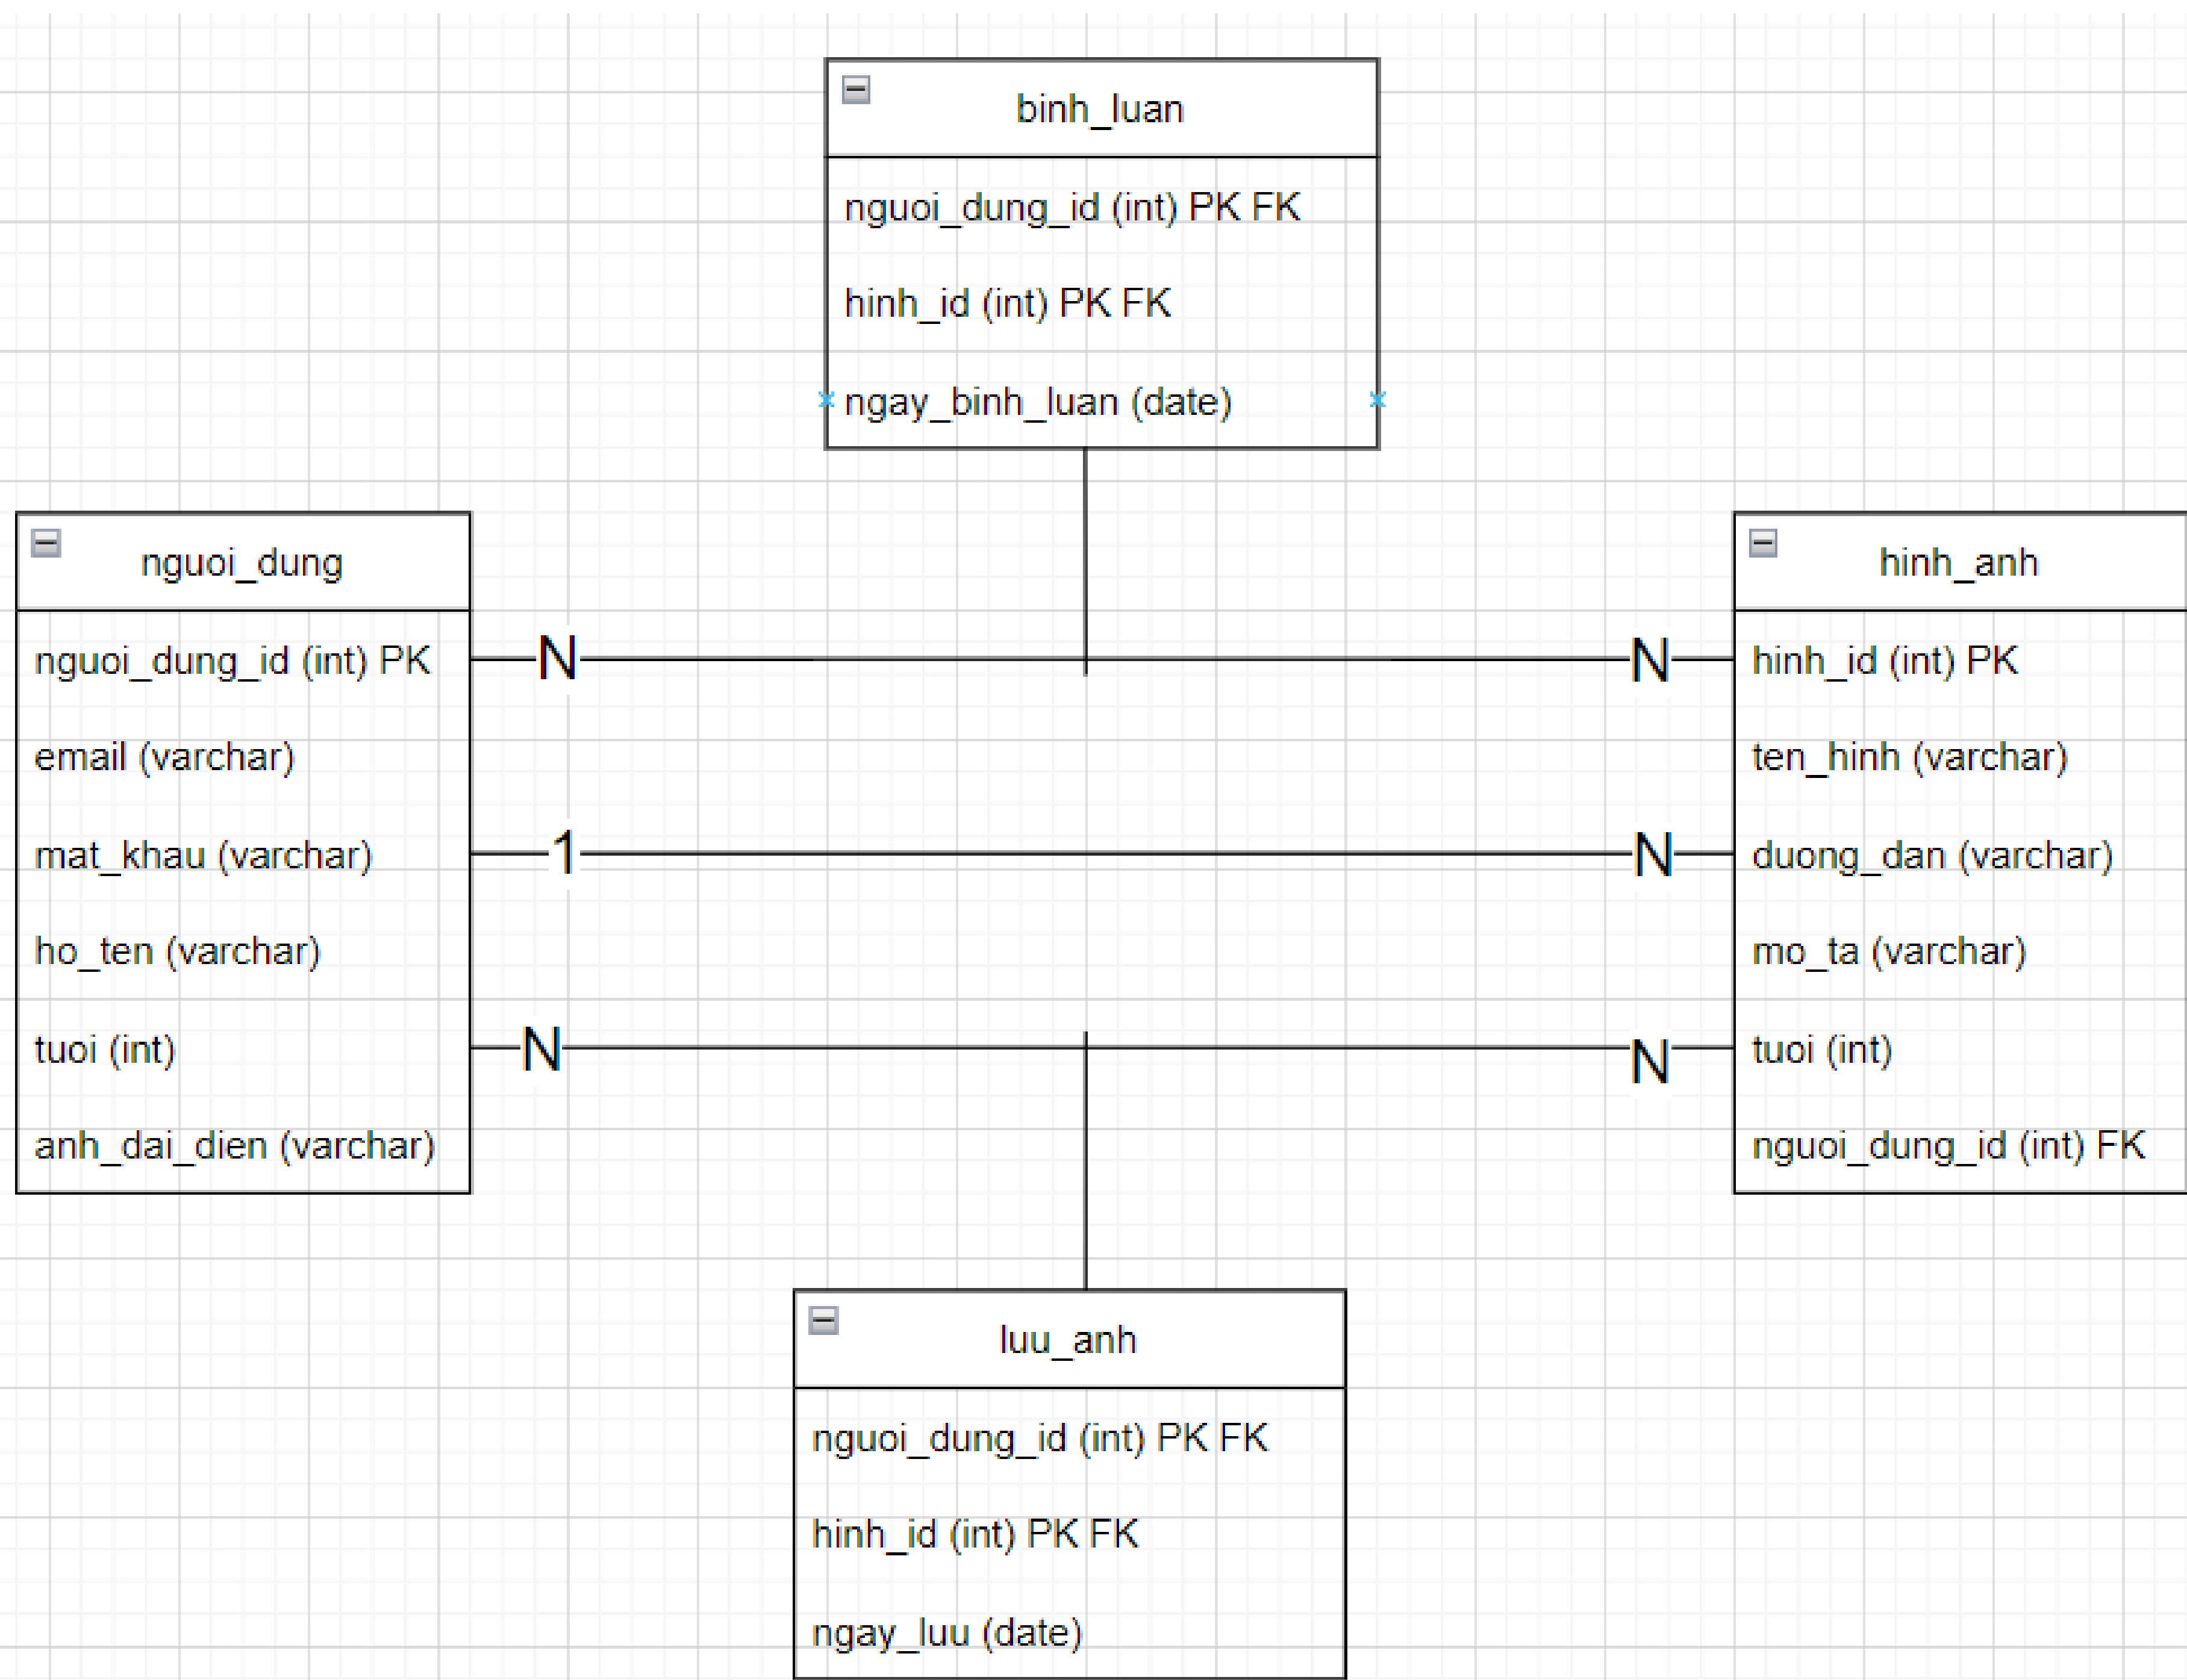 binh_luan
nguoi_dung_id (int) PK FK
hinh_id (int) PK FK
ngay_binh_luan (date)
nguoi_dung
nguoi_dung_id (int) PK
email (varchar)
mat_khau (varchar)
ho_ten (varchar)
tuoi (int)
anh_dai_dien (varchar)
N
N
1
N
N
N
hinh_anh
hinh_id (int) PK
ten_hinh (varchar)
duong_dan (varchar)
mo_ta (varchar)
tuoi (int)
nguoi_dung_id (int) FK
luu_anh
nguoi_dung_id (int) PK FK
hinh_id (int) PK FK
ngay_luu (date)